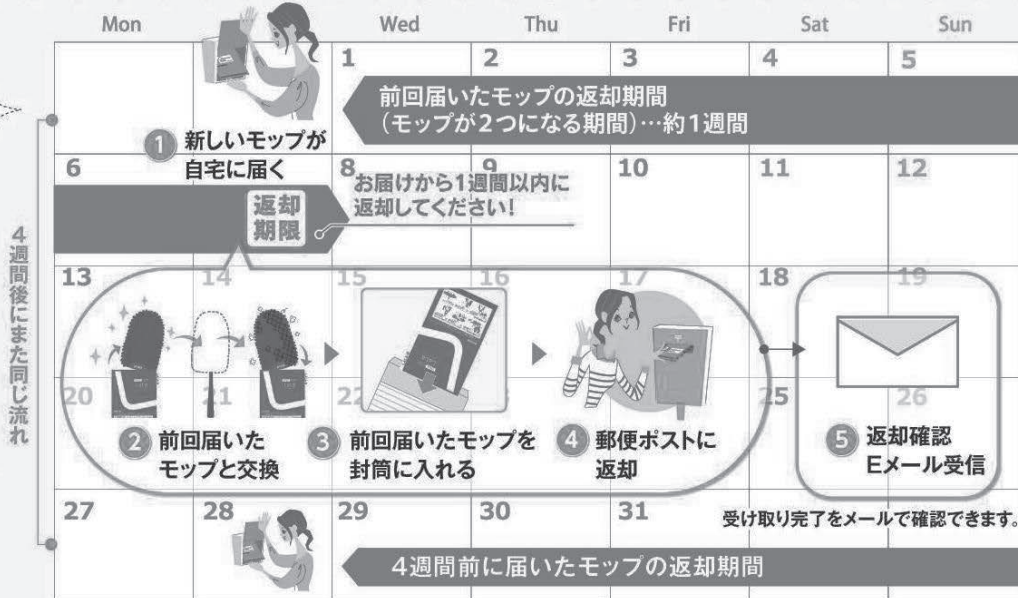 Mon
Wed
Thu
Fri
Sat
Sun
1
2
3
4
5
前回届いたモップの返却期間
(モップが2つになる期間)…約1週間
1 新しいモップが
自宅に届く
6
8
9
10
11
12
お届けから1週間以内に
返却してください!
返却
期限
4週間後にまた同じ流れ
13
14
15
16
17
18
19
20
21
22
25
26
2 前回届いた
モップと交換
3 前回届いたモップを
封筒に入れる
4 郵便ポストに
返却
5 返却確認
Eメール受信
受け取り完了をメールで確認できます。
27
28
29
30
31
4週間前に届いたモップの返却期間